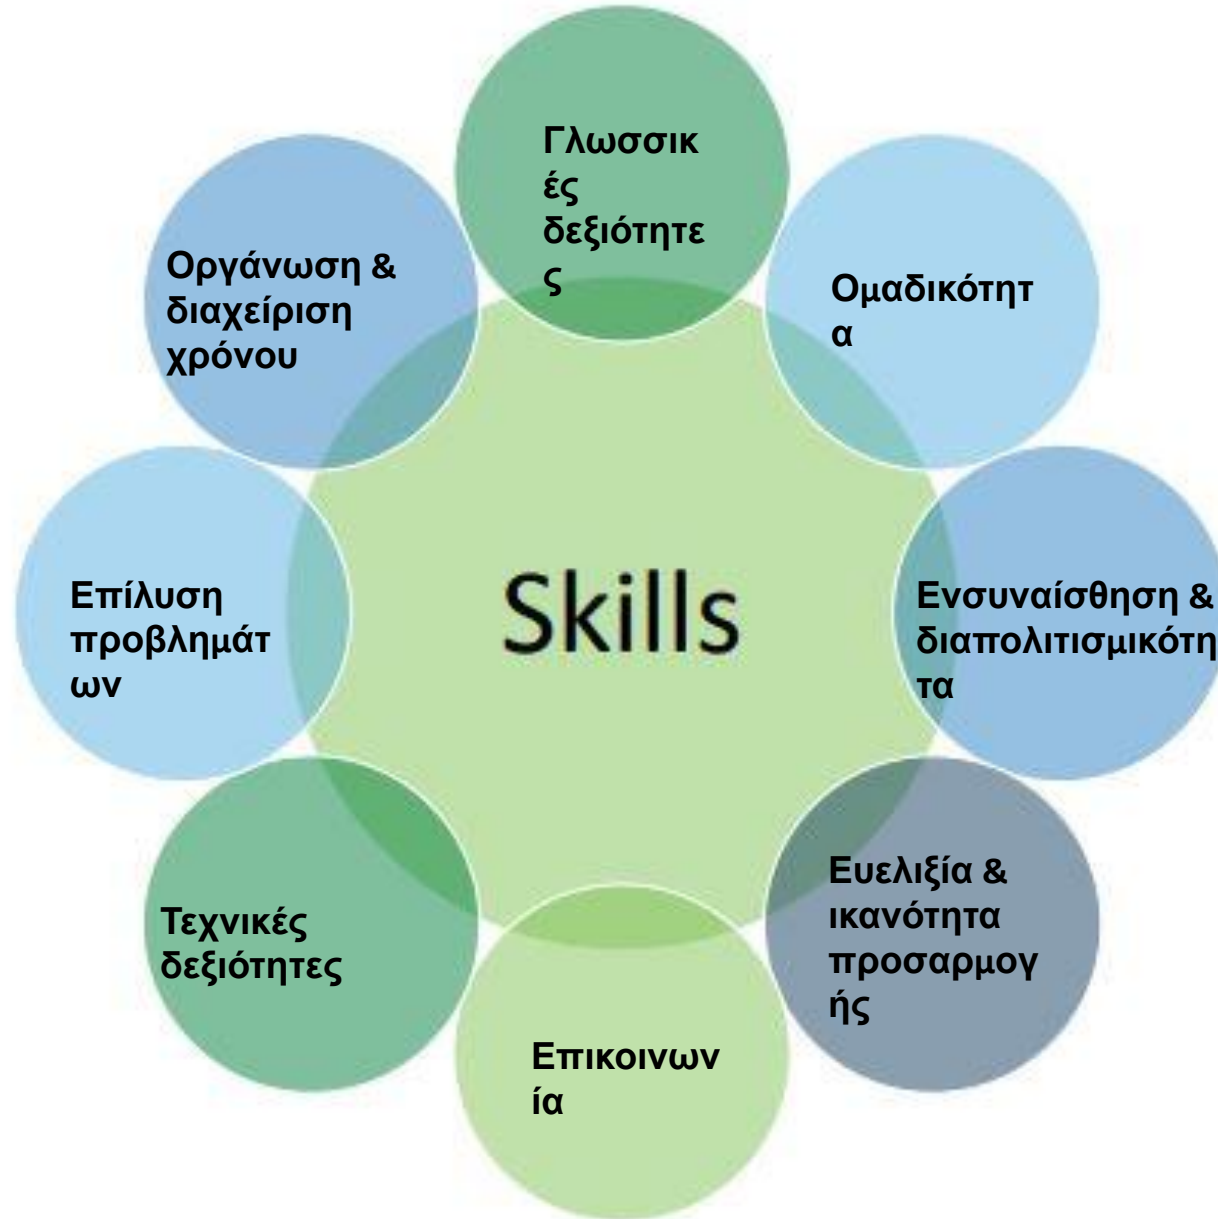 Γλωσσικ
ές
δεξιότητε
ς
Ομαδικότητ
α
Ενσυναίσθηση &
διαπολιτισμικότη
τα
Ευελιξία &
ικανότητα
προσαρμογ
ής
Επικοινων
ία
Τεχνικές
δεξιότητες
Επίλυση
προβλημάτ
ων
Οργάνωση &
διαχείριση
χρόνου
Skills